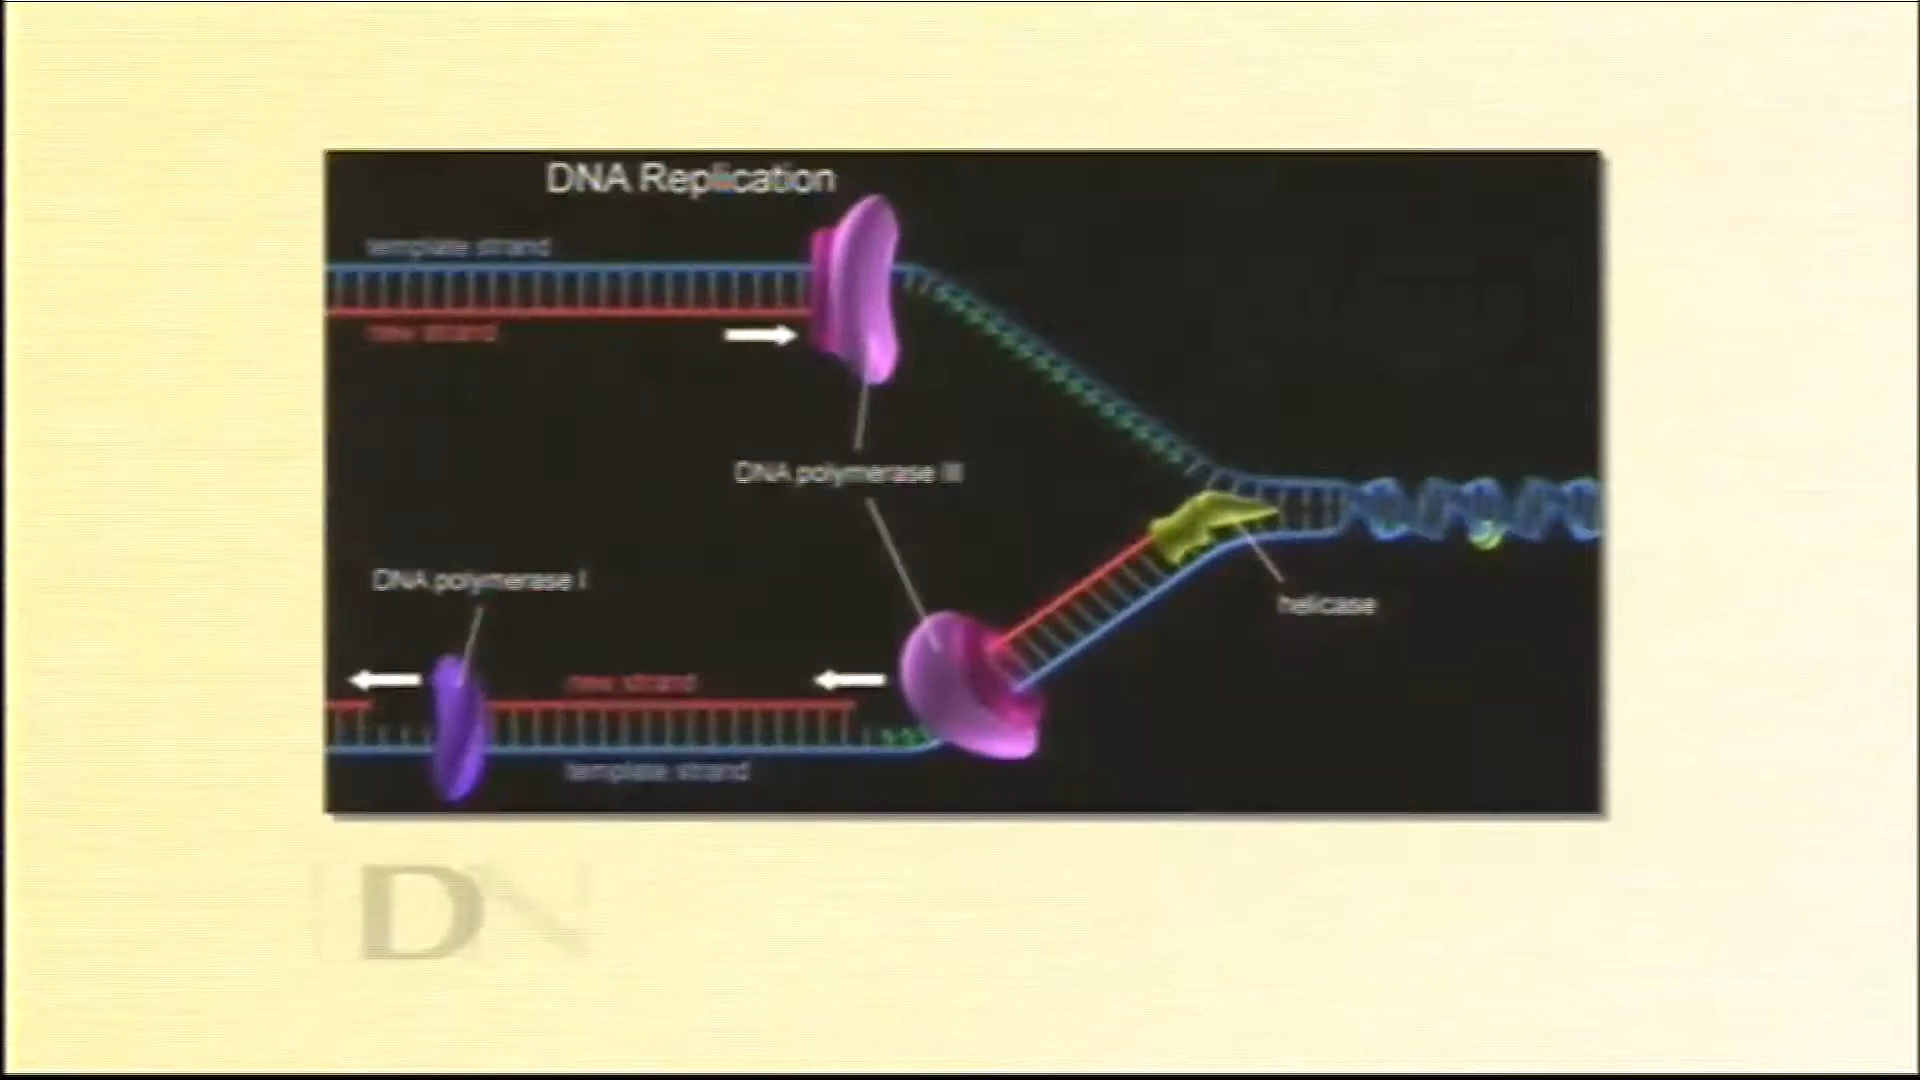 DNA Replication
template strand
new strand
DNA polymerase III
DNA polymerase I
helicase
new strand
template strand
DN